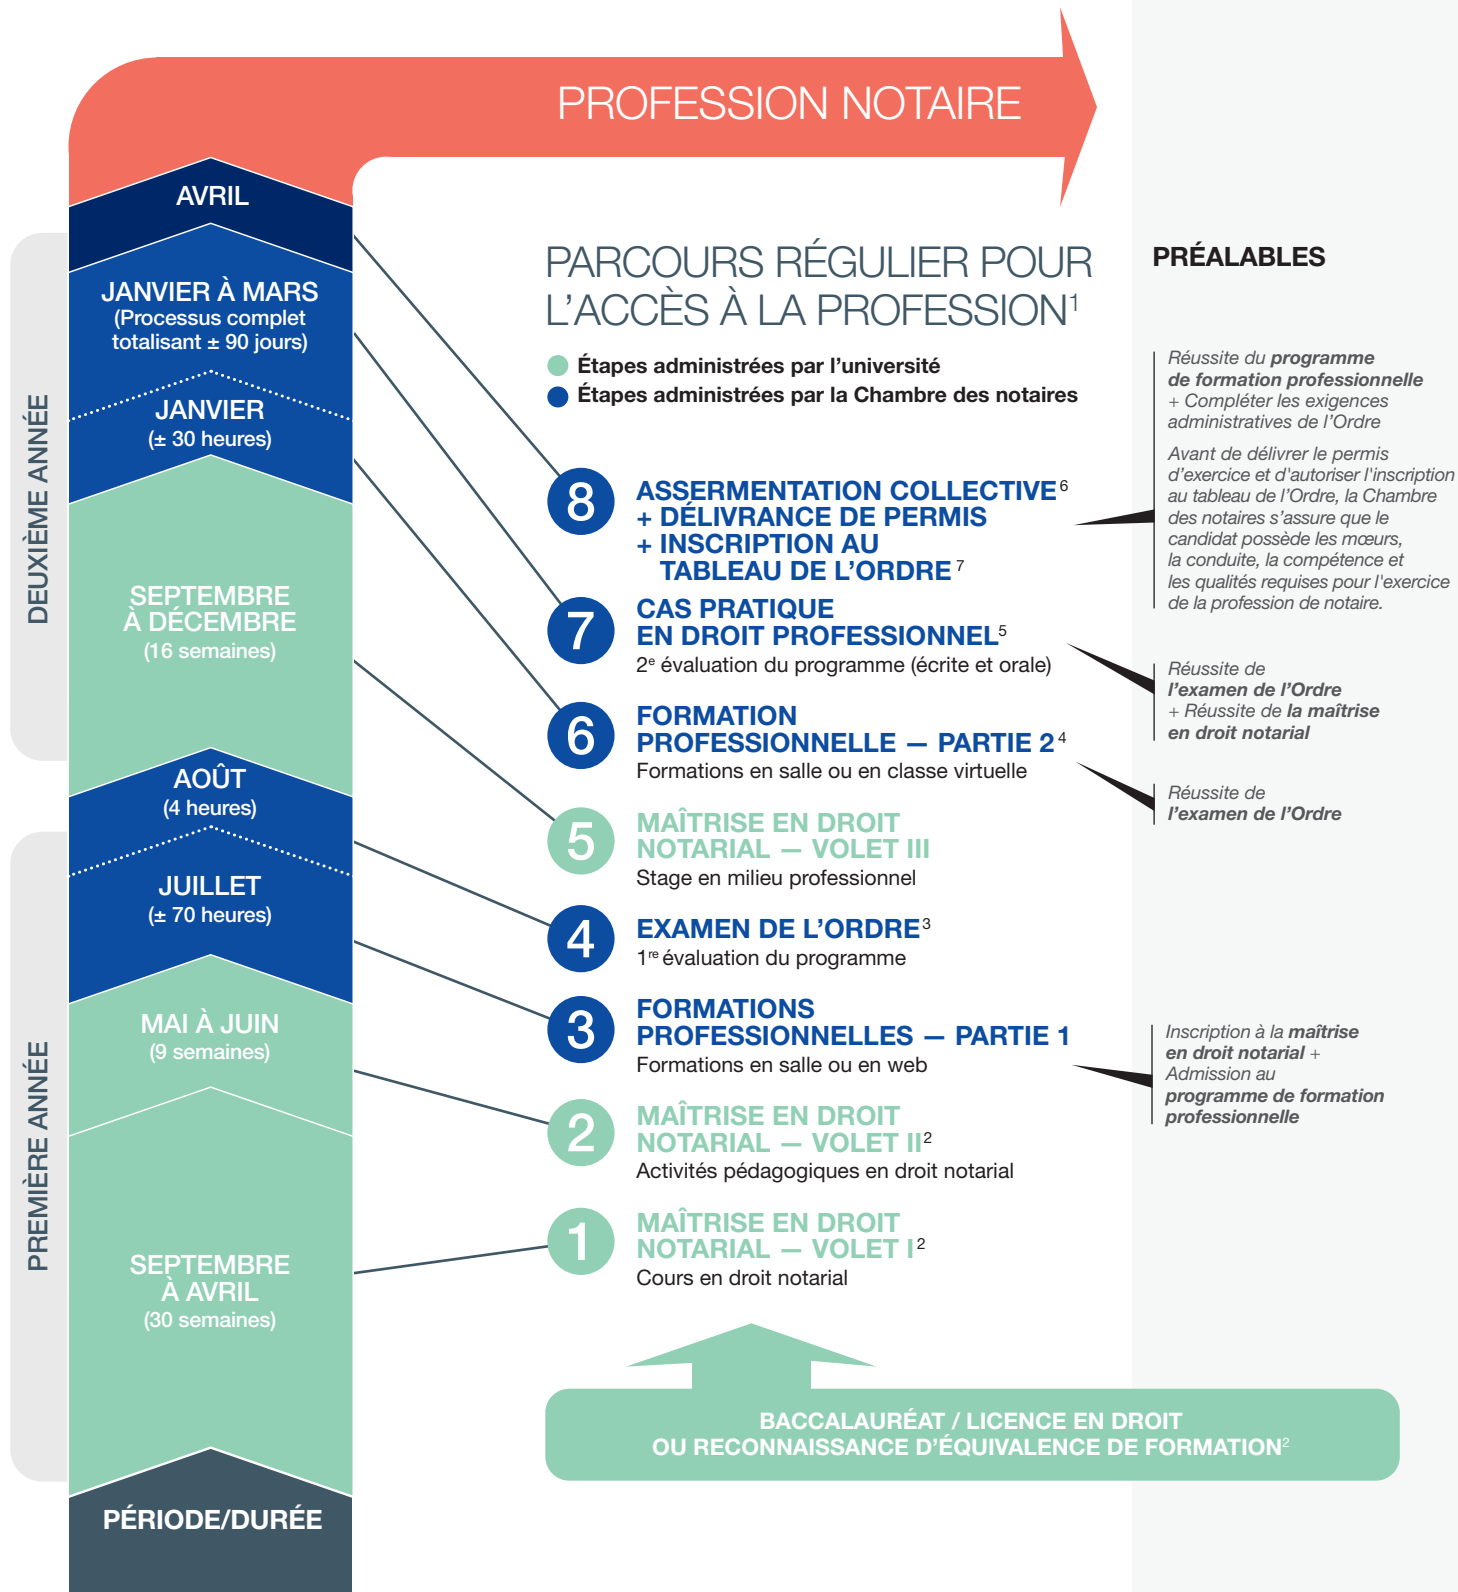 PROFESSION NOTAIRE
PARCOURS RÉGULIER POUR
L’ACCÈS À LA PROFESSION1
Étapes administrées par l’université
Étapes administrées par la Chambre des notaires
PRÉALABLES
DEUXIÈME ANNÉE
PREMIÈRE ANNÉE
AVRIL
JANVIER À MARS
(Processus complet
totalisant ± 90 jours)
JANVIER
(± 30 heures)
SEPTEMBRE
À DÉCEMBRE
(16 semaines)
AOÛT
(4 heures)
JUILLET
(± 70 heures)
MAI À JUIN
(9 semaines)
SEPTEMBRE
À AVRIL
(30 semaines)
PÉRIODE/DURÉE
8
ASSERMENTATION COLLECTIVE6
+ DÉLIVRANCE DE PERMIS
+ INSCRIPTION AU
TABLEAU DE L’ORDRE7
7
CAS PRATIQUE
EN DROIT PROFESSIONNEL5
2e évaluation du programme (écrite et orale)
6
FORMATION
PROFESSIONNELLE — PARTIE 24
Formations en salle ou en classe virtuelle
5
MAÎTRISE EN DROIT
NOTARIAL — VOLET III
Stage en milieu professionnel
4
EXAMEN DE L’ORDRE3
1re évaluation du programme
3
FORMATIONS
PROFESSIONNELLES — PARTIE 1
Formations en salle ou en web
2
MAÎTRISE EN DROIT
NOTARIAL — VOLET II2
Activités pédagogiques en droit notarial
1
MAÎTRISE EN DROIT
NOTARIAL — VOLET I2
Cours en droit notarial
BACCALAURÉAT / LICENCE EN DROIT
OU RECONNAISSANCE D’ÉQUIVALENCE DE FORMATION2
Réussite du programme
de formation professionnelle
+ Compléter les exigences
administratives de l’Ordre
Avant de délivrer le permis
d’exercice et d'autoriser l'inscription
au tableau de l’Ordre, la Chambre
des notaires s’assure que le
candidat possède les mœurs,
la conduite, la compétence et
les qualités requises pour l'exercice
de la profession de notaire.
Réussite de
l’examen de l’Ordre
+ Réussite de la maîtrise
en droit notarial
Réussite de
l’examen de l’Ordre
Inscription à la maîtrise
en droit notarial +
Admission au
programme de formation
professionnelle